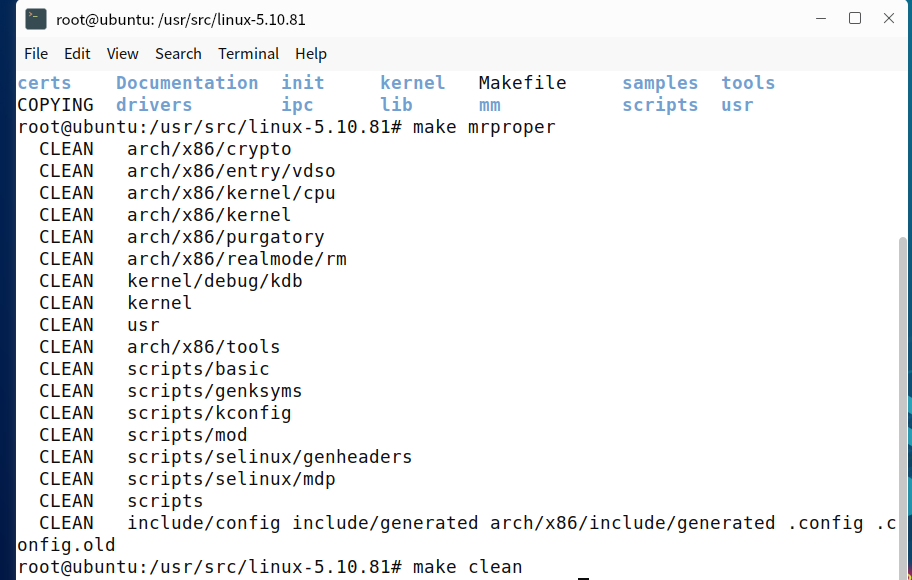 root@ubuntu: /usr/src/linux-5.10.81
File Edit View Search Terminal Help
certs Documentation init kernel Makefile samples tools
COPYING drivers ipc lib mm scripts usr
root@ubuntu:/usr/src/linux-5.10.81# make mrproper
CLEAN arch/x86/crypto
CLEAN arch/x86/entry/vdso
CLEAN arch/x86/kernel/cpu
CLEAN arch/x86/kernel
CLEAN arch/x86/purgatory
CLEAN arch/x86/realmode/rm
CLEAN kernel/debug/kdb
CLEAN kernel
CLEAN usr
CLEAN arch/x86/tools
CLEAN scripts/basic
CLEAN scripts/genksyms
CLEAN scripts/kconfig
CLEAN scripts/mod
CLEAN scripts/selinux/genheaders
CLEAN scripts/selinux/mdp
CLEAN scripts
CLEAN include/config include/generated arch/x86/include/generated .config .c
onfig.old
root@ubuntu:/usr/src/linux-5.10.81# make clean